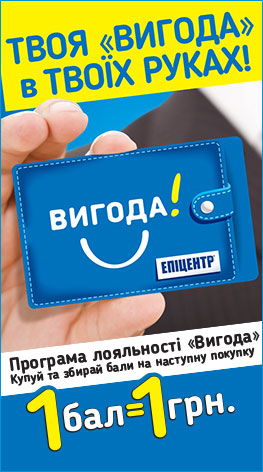 ТВОЯ «ВИГОДА»
в ТВОЇХ РУКАХ!
ВИГОДА!
ЕПІЦЕНТР
Програма лояльності «Вигода»
Купуй та збирай бали на наступну покупку
1бал=1грн.